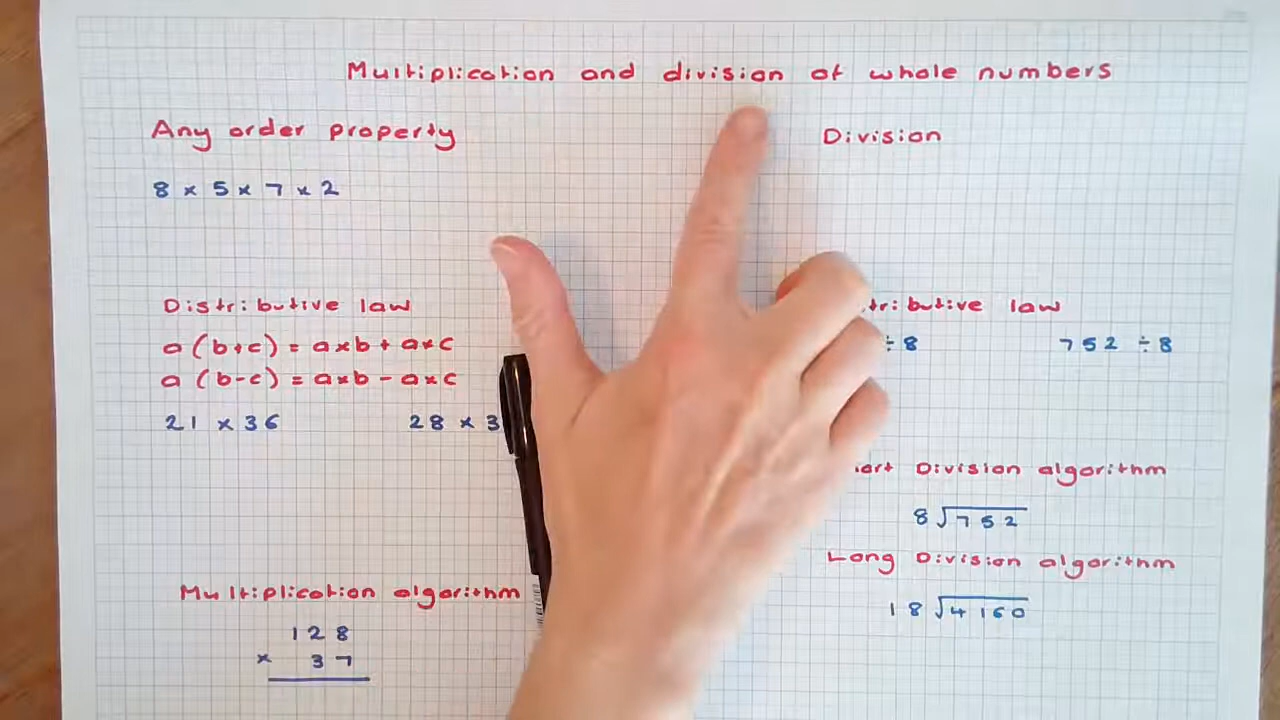 Multiplication and division of whole numbers
Any order property
8 × 5 × 7 × 2
Distributive law
a (b+c) = a×b + a×c
a (b-c) = a×b - a×c
21 × 36
28 × 3
Multiplication algorithm
128
× 37
Division
law
÷ 8
752 ÷ 8
Division algorithm
8√752
Long Division algorithm
18√4160